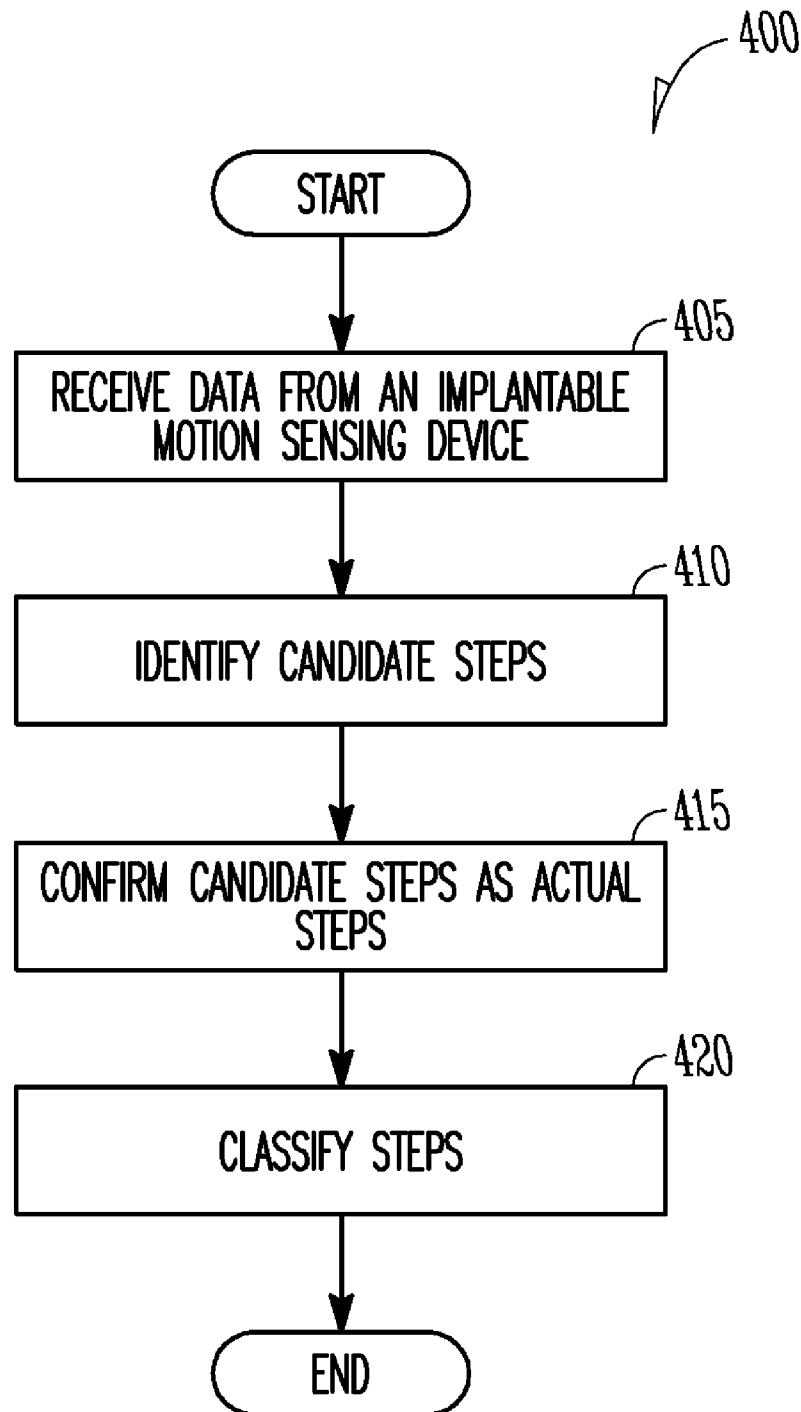 400
START
405
RECEIVE DATA FROM AN IMPLANTABLE
MOTION SENSING DEVICE
410
IDENTIFY CANDIDATE STEPS
415
CONFIRM CANDIDATE STEPS AS ACTUAL
STEPS
420
CLASSIFY STEPS
END